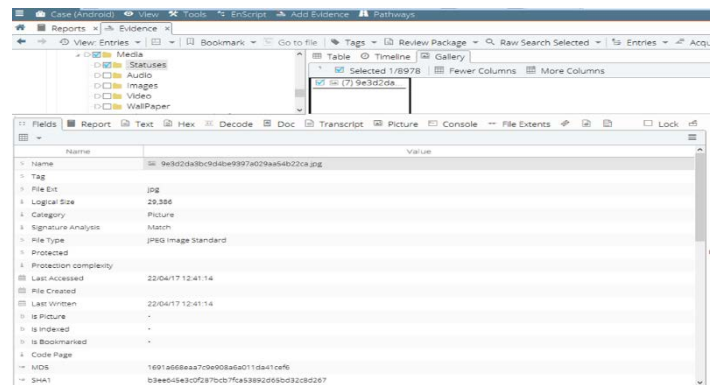 Case (Android) View Tools EnScript Add Evidence Pathways
Reports Evidence
View: Entries Bookmark Go to file Tags Review Package Raw Search Selected Entries Acqu
Media
Statuses
Audio
Images
Video
WallPaper
Table Timeline Gallery
Selected 1/8978 Fewer Columns More Columns
(7) 9e3d2da
Fields Report Text Hex Decode Doc Transcript Picture Console File Extents Lock
Name Value
Name 9e3d2da3bc9d4be9397a029aa54b22ca.jpg
Tag
File Ext jpg
Logical Size 29,386
Category Picture
Signature Analysis Match
File Type JPEG Image Standard
Protected
Protection complexity
Last Accessed 22/04/17 12:41:14
File Created
Last Written 22/04/17 12:41:14
Is Picture •
Is Indexed •
Is Bookmarked •
Code Page
MD5 1691a668eaa7c9e908a6a011da41cef6
SHA1 b3ee645e3c0f287bcb7fca53892d65bd32c8d267